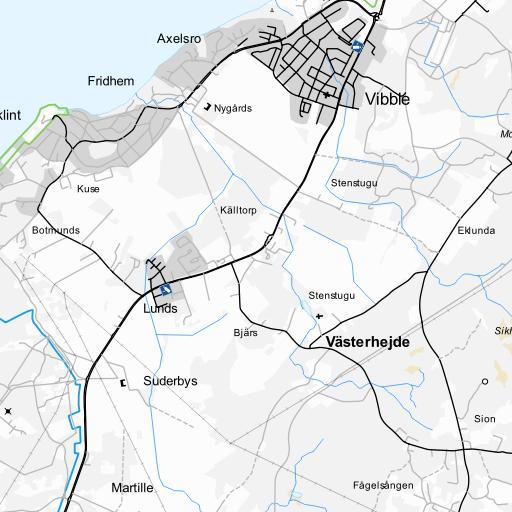 Axelsro
Fridhem
Vibble
Nygårds
klint
Stenstugu
Kuse
Källtorp
Botmunds
Eklunda
Stenstugu
Lunds
Bjärs
Västerhejde
Suderbys
Sion
Martille
Fågelsången